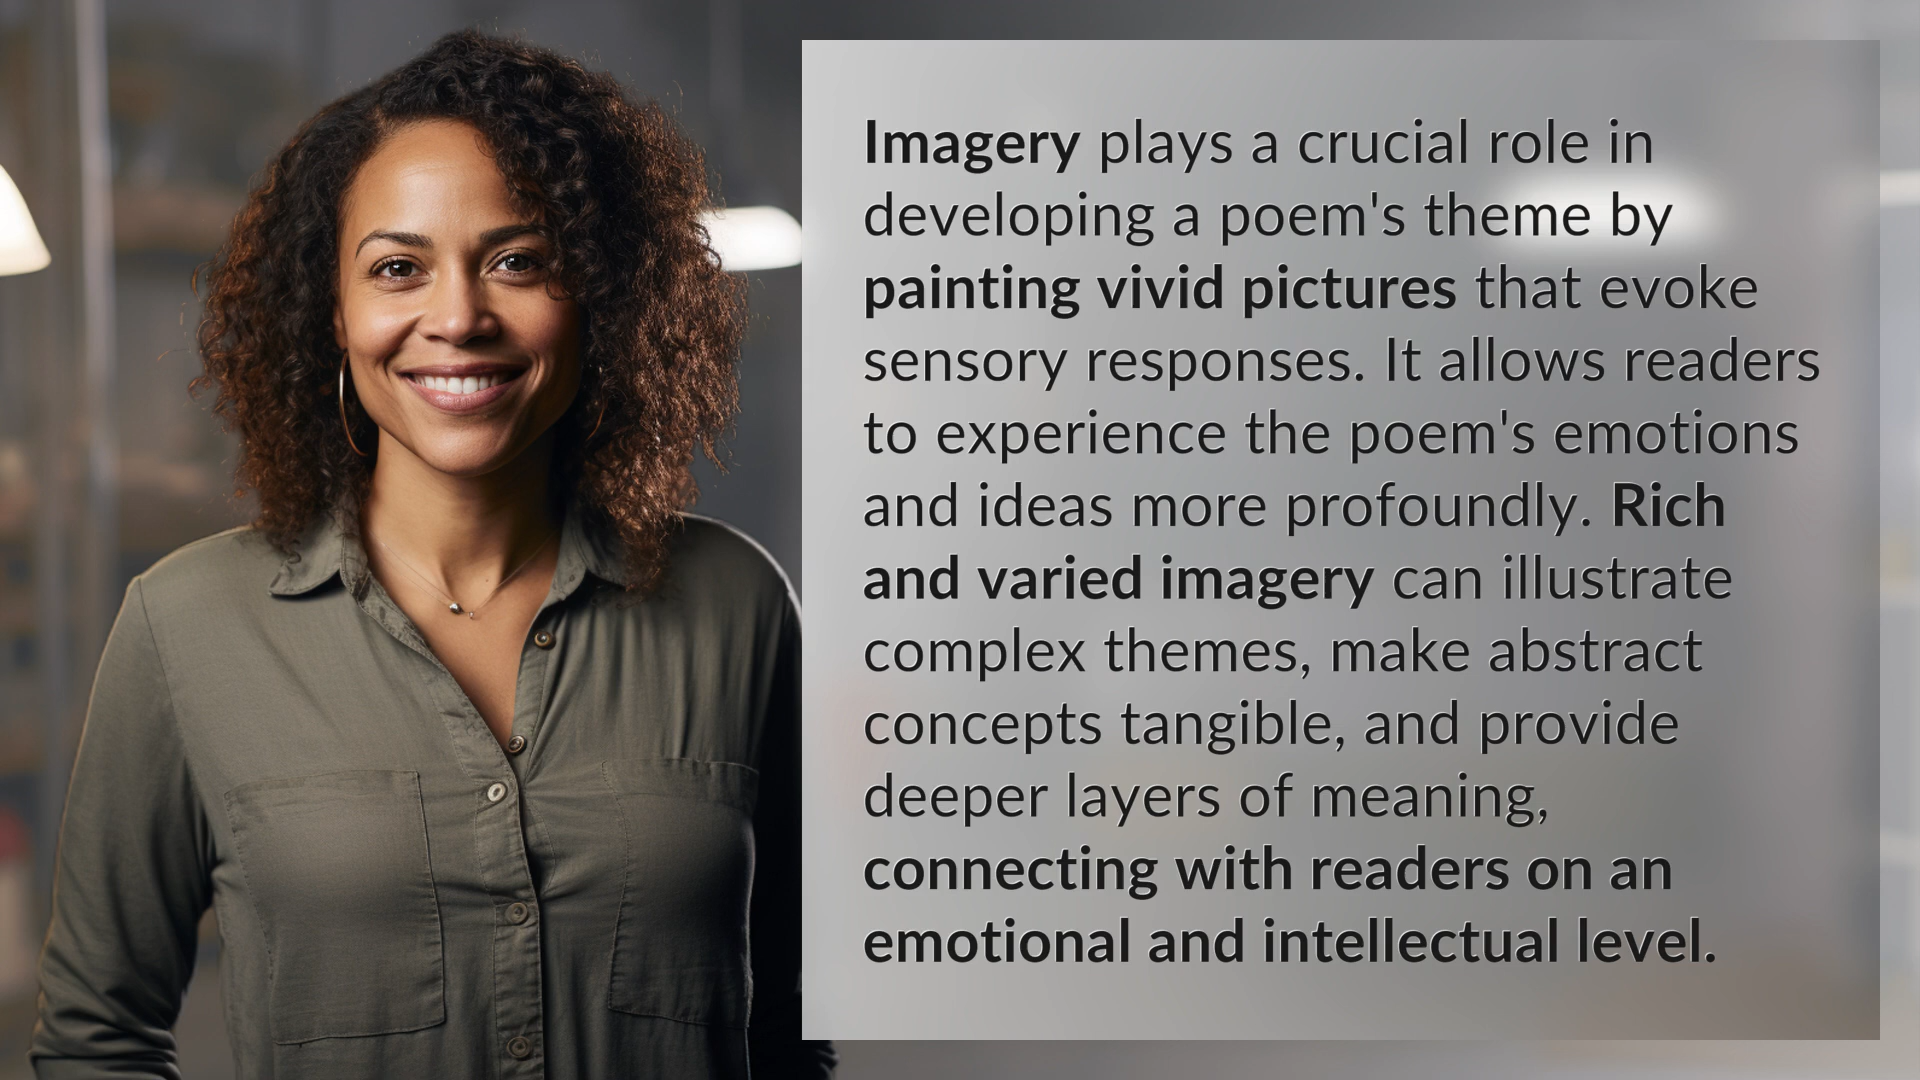 Imagery plays a crucial role in
developing a poem's theme by
painting vivid pictures that evoke
sensory responses. It allows readers
to experience the poem's emotions
and ideas more profoundly. Rich
and varied imagery can illustrate
complex themes, make abstract
concepts tangible, and provide
deeper layers of meaning,
connecting with readers on an
emotional and intellectual level.